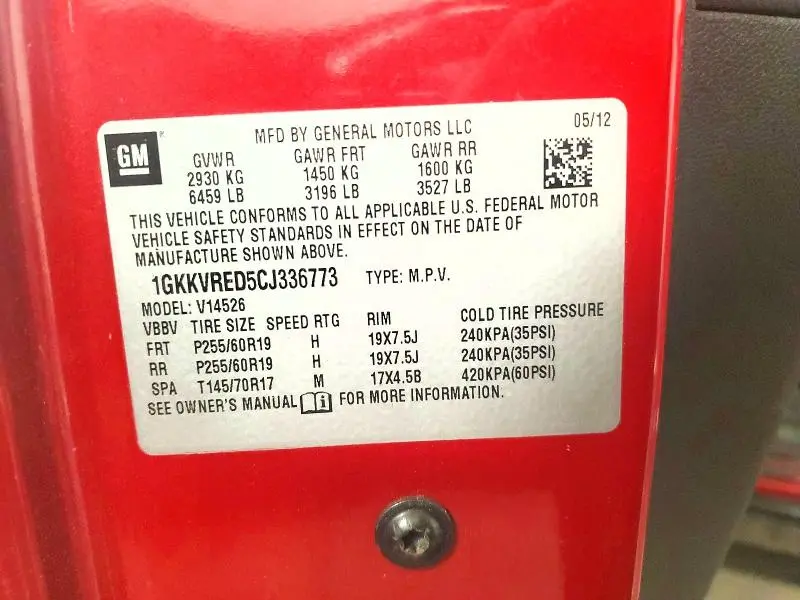 GM
MFD BY GENERAL MOTORS LLC 05/12
GVWR GAWR FRT GAWR RR
2930 KG 1450 KG 1600 KG
6459 LB 3196 LB 3527 LB
THIS VEHICLE CONFORMS TO ALL APPLICABLE U.S. FEDERAL MOTOR
VEHICLE SAFETY STANDARDS IN EFFECT ON THE DATE OF
MANUFACTURE SHOWN ABOVE.
1GKKVRED5CJ336773 TYPE: M.P.V.
MODEL: V14526
VBBV TIRE SIZE SPEED RTG RIM COLD TIRE PRESSURE
FRT P255/60R19 H 19X7.5J 240KPA(35PSI)
RR P255/60R19 H 19X7.5J 240KPA(35PSI)
SPA T145/70R17 M 17X4.5B 420KPA(60PSI)
SEE OWNER'S MANUAL FOR MORE INFORMATION.